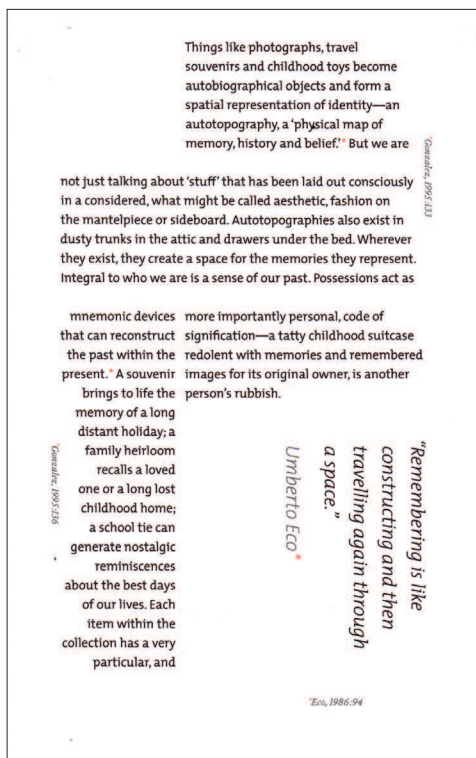 Things like photographs, travel
souvenirs and childhood toys become
autobiographical objects and form a
spatial representation of identity—an
autotopography, a ‘physical map of
memory, history and belief.’* But we are
*Gonzalez, 1995:133
not just talking about ‘stuff’ that has been laid out consciously
in a considered, what might be called aesthetic, fashion on
the mantelpiece or sideboard. Autotopographies also exist in
dusty trunks in the attic and drawers under the bed. Wherever
they exist, they create a space for the memories they represent.
Integral to who we are is a sense of our past. Possessions act as
mnemonic devices
that can reconstruct
the past within the
present.* A souvenir
brings to life the
memory of a long
distant holiday; a
family heirloom
recalls a loved
one or a long lost
childhood home;
a school tie can
generate nostalgic
reminiscences
about the best days
of our lives. Each
item within the
collection has a very
particular, and
*Gonzalez, 1995:136
more importantly personal, code of
signification—a tatty childhood suitcase
redolent with memories and remembered
images for its original owner, is another
person’s rubbish.
“Remembering is like
constructing and then
travelling again through
a space.”
Umberto Eco*
*Eco, 1986:94